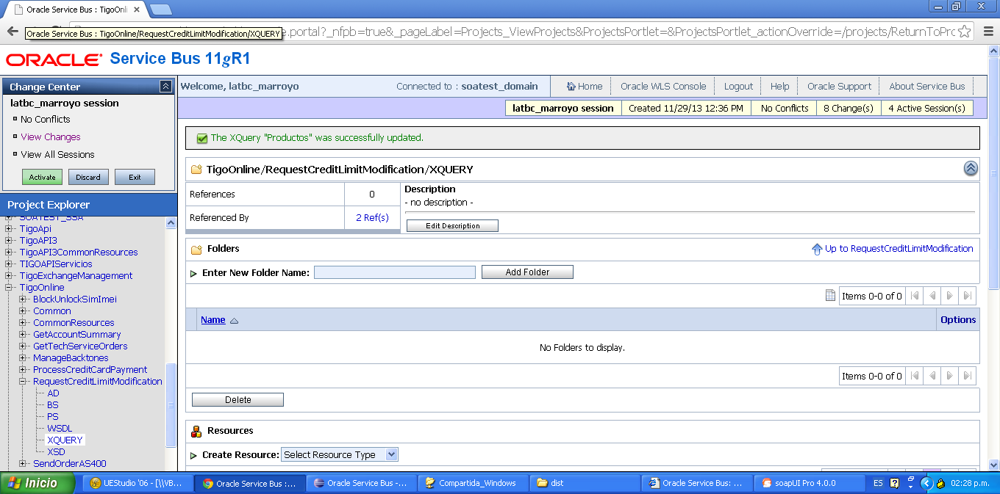 Oracle Service Bus : TigoOnli
Oracle Service Bus : TigoOnline/RequestCreditLimitModification/XQUERY
e.portal?_nfpb=true&_pageLabel=Projects_ViewProjects&ProjectsPortlet=&ProjectsPortlet_actionOverride=/projects/ReturnToPro
ORACLE Service Bus 11gR1
Change Center
latbc_marroyo session
No Conflicts
View Changes
View All Sessions
Activate Discard Exit
Welcome, latbc_marroyo
Connected to : soatest_domain
Home Oracle WLS Console Logout Help Oracle Support About Service Bus
latbc_marroyo session Created 11/29/13 12:36 PM No Conflicts 8 Change(s) 4 Active Session(s)
Project Explorer
SOATEST_SSA
TigoApi
TigoAPI3
TigoAPI3CommonResources
TIGOAPIServicios
TigoExchangeManagement
TigoOnline
BlockUnlockSimImei
Common
CommonResources
GetAccountSummary
GetTechServiceOrders
ManageBacktones
ProcessCreditCardPayment
RequestCreditLimitModification
AD
BS
PS
WSDL
XQUERY
XSD
SendOrderAS400
The XQuery "Productos" was successfully updated.
TigoOnline/RequestCreditLimitModification/XQUERY
References 0
Referenced By 2 Ref(s)
Description
- no description -
Edit Description
Folders
Up to RequestCreditLimitModification
Enter New Folder Name: Add Folder
Items 0-0 of 0
Name Options
No Folders to display.
Items 0-0 of 0
Delete
Resources
Create Resource: Select Resource Type
Inicio UEStudio '06 - [\\VB... Oracle Service Bus :... Oracle Service Bus -... Compartida_Windows dist Oracle Service Bus: ... soapUI Pro 4.0.0 ES 02:28 p.m.